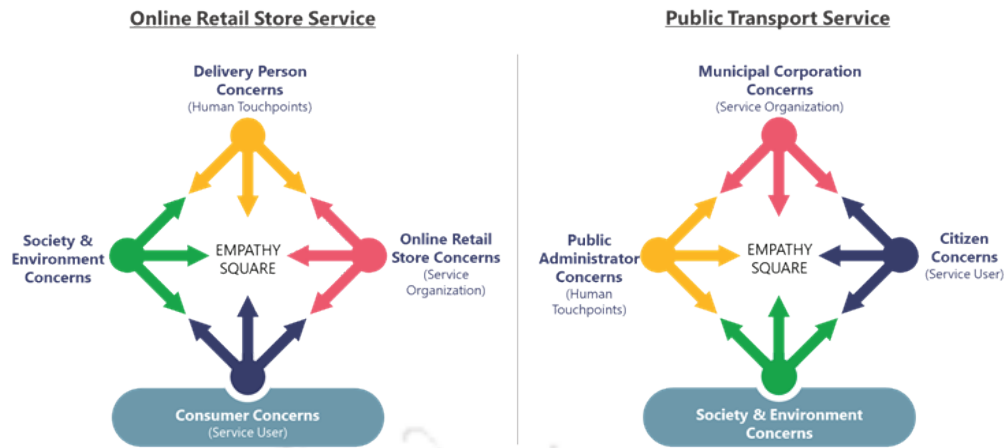 Online Retail Store Service
Delivery Person
Concerns
(Human Touchpoints)
Society &
Environment
Concerns
EMPATHY
SQUARE
Online Retail
Store Concerns
(Service
Organization)
Consumer Concerns
(Service User)
Public Transport Service
Municipal Corporation
Concerns
(Service Organization)
Public
Administrator
Concerns
(Human
Touchpoints)
EMPATHY
SQUARE
Citizen
Concerns
(Service User)
Society & Environment
Concerns